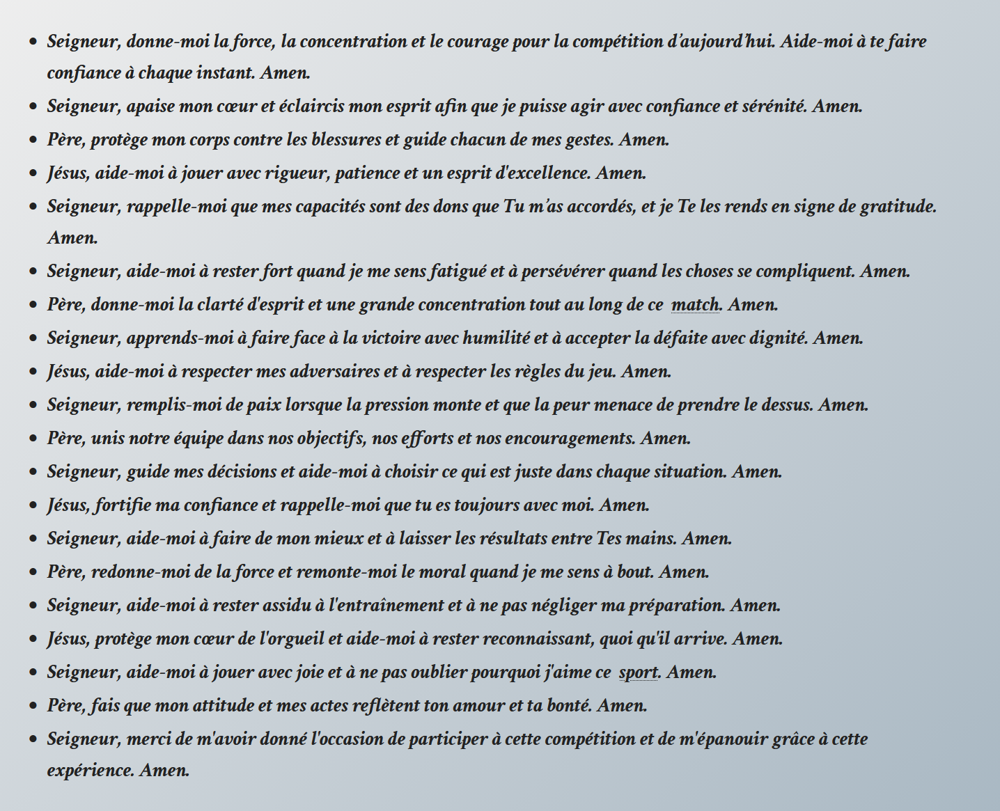 • Seigneur, donne-moi la force, la concentration et le courage pour la compétition d’aujourd’hui. Aide-moi à te faire
confiance à chaque instant. Amen.
• Seigneur, apaise mon cœur et éclaircis mon esprit afin que je puisse agir avec confiance et sérénité. Amen.
• Père, protège mon corps contre les blessures et guide chacun de mes gestes. Amen.
• Jésus, aide-moi à jouer avec rigueur, patience et un esprit d'excellence. Amen.
• Seigneur, rappelle-moi que mes capacités sont des dons que Tu m’as accordés, et je Te les rends en signe de gratitude.
Amen.
• Seigneur, aide-moi à rester fort quand je me sens fatigué et à persévérer quand les choses se compliquent. Amen.
• Père, donne-moi la clarté d'esprit et une grande concentration tout au long de ce match. Amen.
• Seigneur, apprends-moi à faire face à la victoire avec humilité et à accepter la défaite avec dignité. Amen.
• Jésus, aide-moi à respecter mes adversaires et à respecter les règles du jeu. Amen.
• Seigneur, remplis-moi de paix lorsque la pression monte et que la peur menace de prendre le dessus. Amen.
• Père, unis notre équipe dans nos objectifs, nos efforts et nos encouragements. Amen.
• Seigneur, guide mes décisions et aide-moi à choisir ce qui est juste dans chaque situation. Amen.
• Jésus, fortifie ma confiance et rappelle-moi que tu es toujours avec moi. Amen.
• Seigneur, aide-moi à faire de mon mieux et à laisser les résultats entre Tes mains. Amen.
• Père, redonne-moi de la force et remonte-moi le moral quand je me sens à bout. Amen.
• Seigneur, aide-moi à rester assidu à l'entraînement et à ne pas négliger ma préparation. Amen.
• Jésus, protège mon cœur de l'orgueil et aide-moi à rester reconnaissant, quoi qu'il arrive. Amen.
• Seigneur, aide-moi à jouer avec joie et à ne pas oublier pourquoi j'aime ce sport. Amen.
• Père, fais que mon attitude et mes actes reflètent ton amour et ta bonté. Amen.
• Seigneur, merci de m'avoir donné l'occasion de participer à cette compétition et de m'épanouir grâce à cette
expérience. Amen.